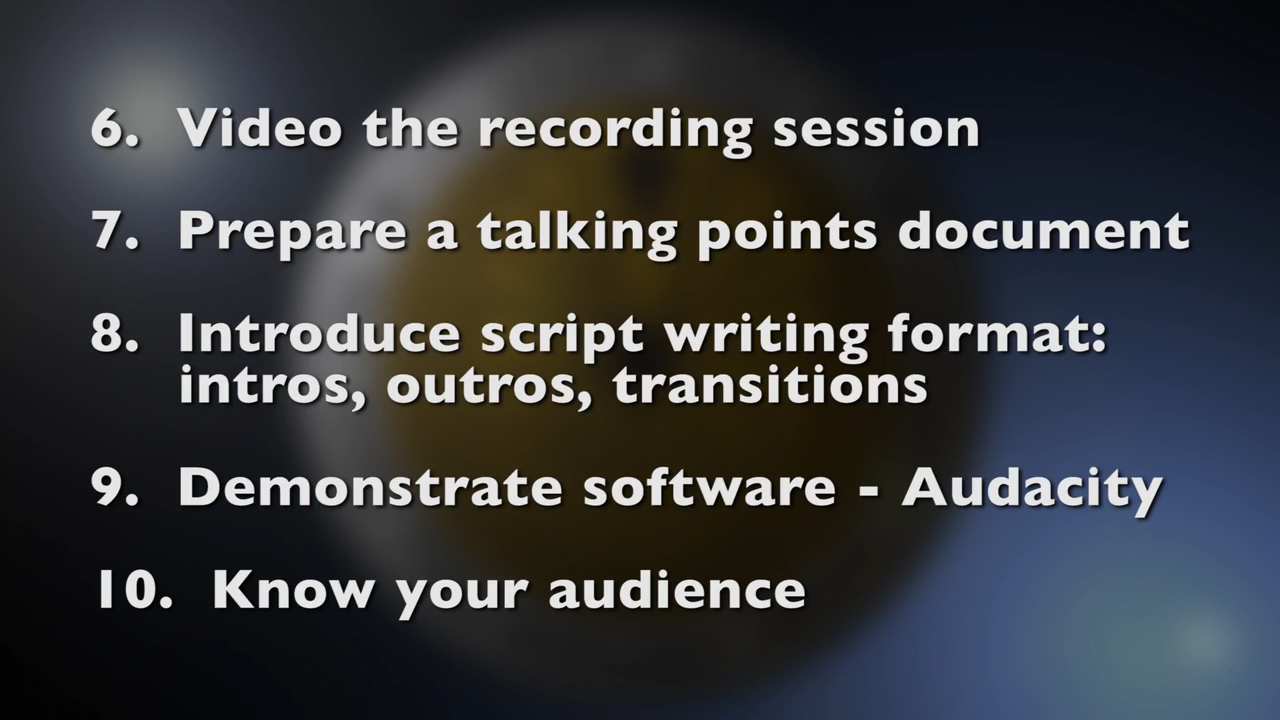 6. Video the recording session
7. Prepare a talking points document
8. Introduce script writing format:
intros, outros, transitions
9. Demonstrate software - Audacity
10. Know your audience